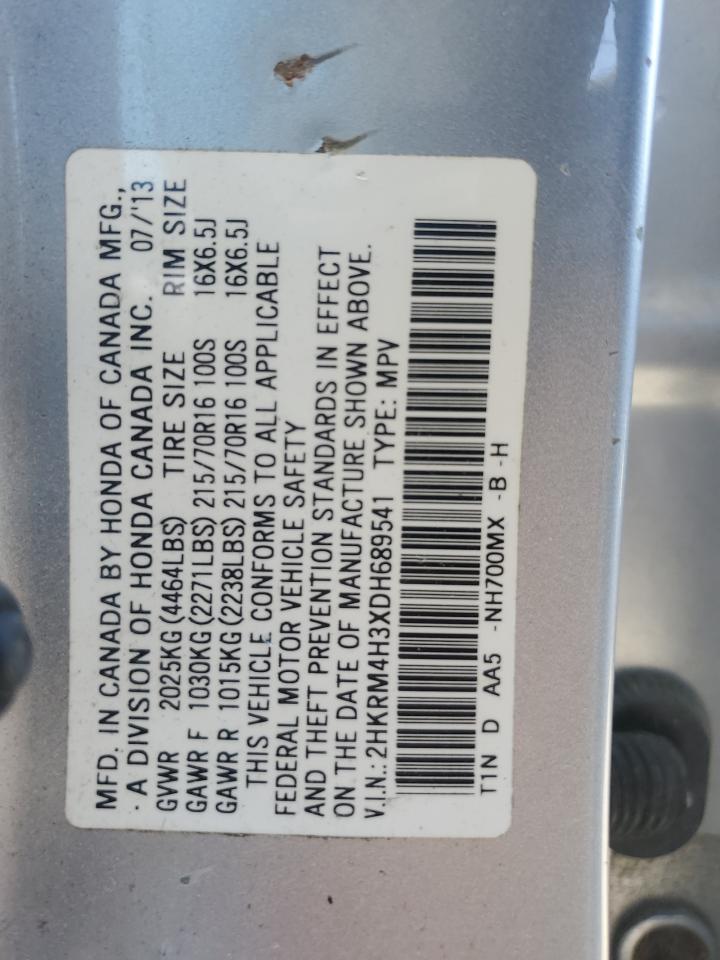 MFD. IN CANADA BY HONDA OF CANADA MFG.,
· A DIVISION OF HONDA CANADA INC. 07/'13
GVWR 2025KG(4464LBS) TIRE SIZE RIM SIZE
GAWR F 1030KG(2271LBS) 215/70R16 100S 16X6.5J
GAWR R 1015KG(2238LBS) 215/70R16 100S 16X6.5J
THIS VEHICLE CONFORMS TO ALL APPLICABLE
FEDERAL MOTOR VEHICLE SAFETY
AND THEFT PREVENTION STANDARDS IN EFFECT
ON THE DATE OF MANUFACTURE SHOWN ABOVE.
V.I.N.: 2HKRM4H3XDH689541 TYPE: MPV
T1N D AA5 -NH700MX -B -H